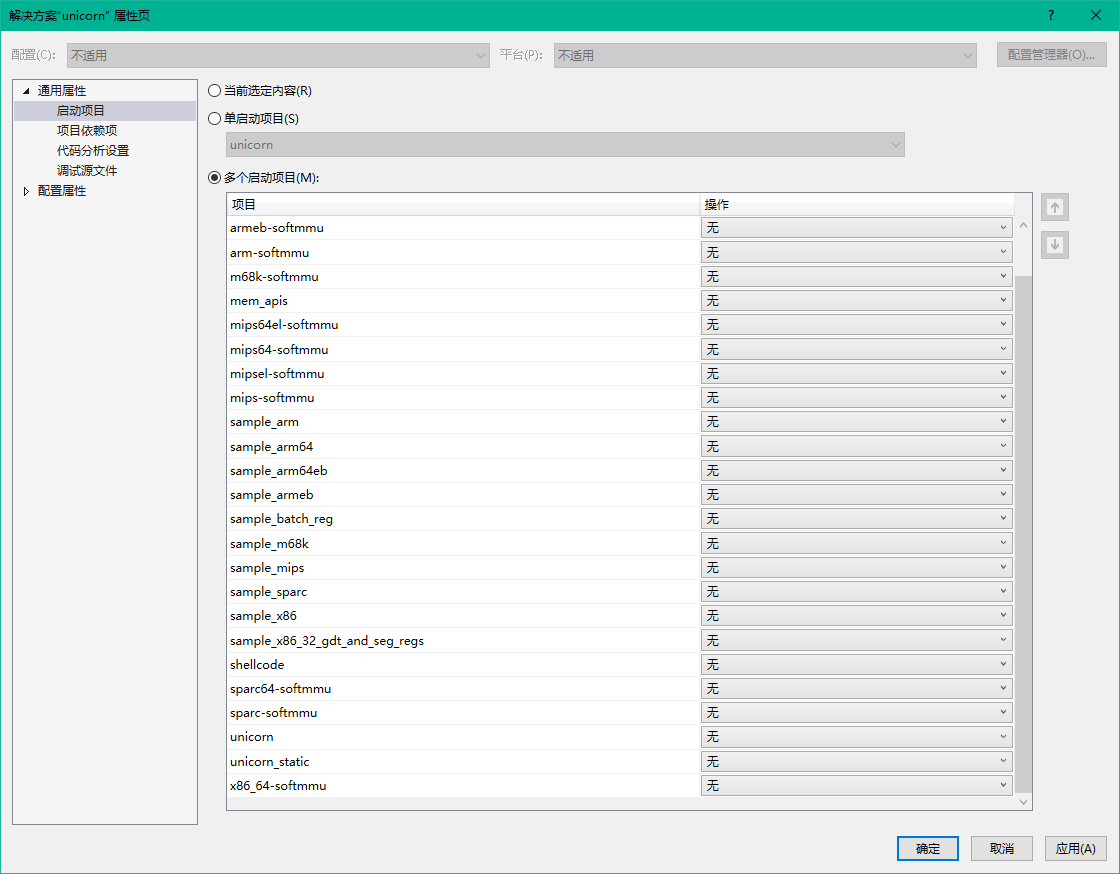 解决方案"unicorn" 属性页
?
配置(C): 不适用 平台(P): 不适用 配置管理器(O)...
通用属性
启动项目
项目依赖项
代码分析设置
调试源文件
配置属性
当前选定内容(R)
单启动项目(S)
unicorn
多个启动项目(M):
项目 操作
armeb-softmmu 无
arm-softmmu 无
m68k-softmmu 无
mem_apis 无
mips64el-softmmu 无
mips64-softmmu 无
mipsel-softmmu 无
mips-softmmu 无
sample_arm 无
sample_arm64 无
sample_arm64eb 无
sample_armeb 无
sample_batch_reg 无
sample_m68k 无
sample_mips 无
sample_sparc 无
sample_x86 无
sample_x86_32_gdt_and_seg_regs 无
shellcode 无
sparc64-softmmu 无
sparc-softmmu 无
unicorn 无
unicorn_static 无
x86_64-softmmu 无
确定 取消 应用(A)